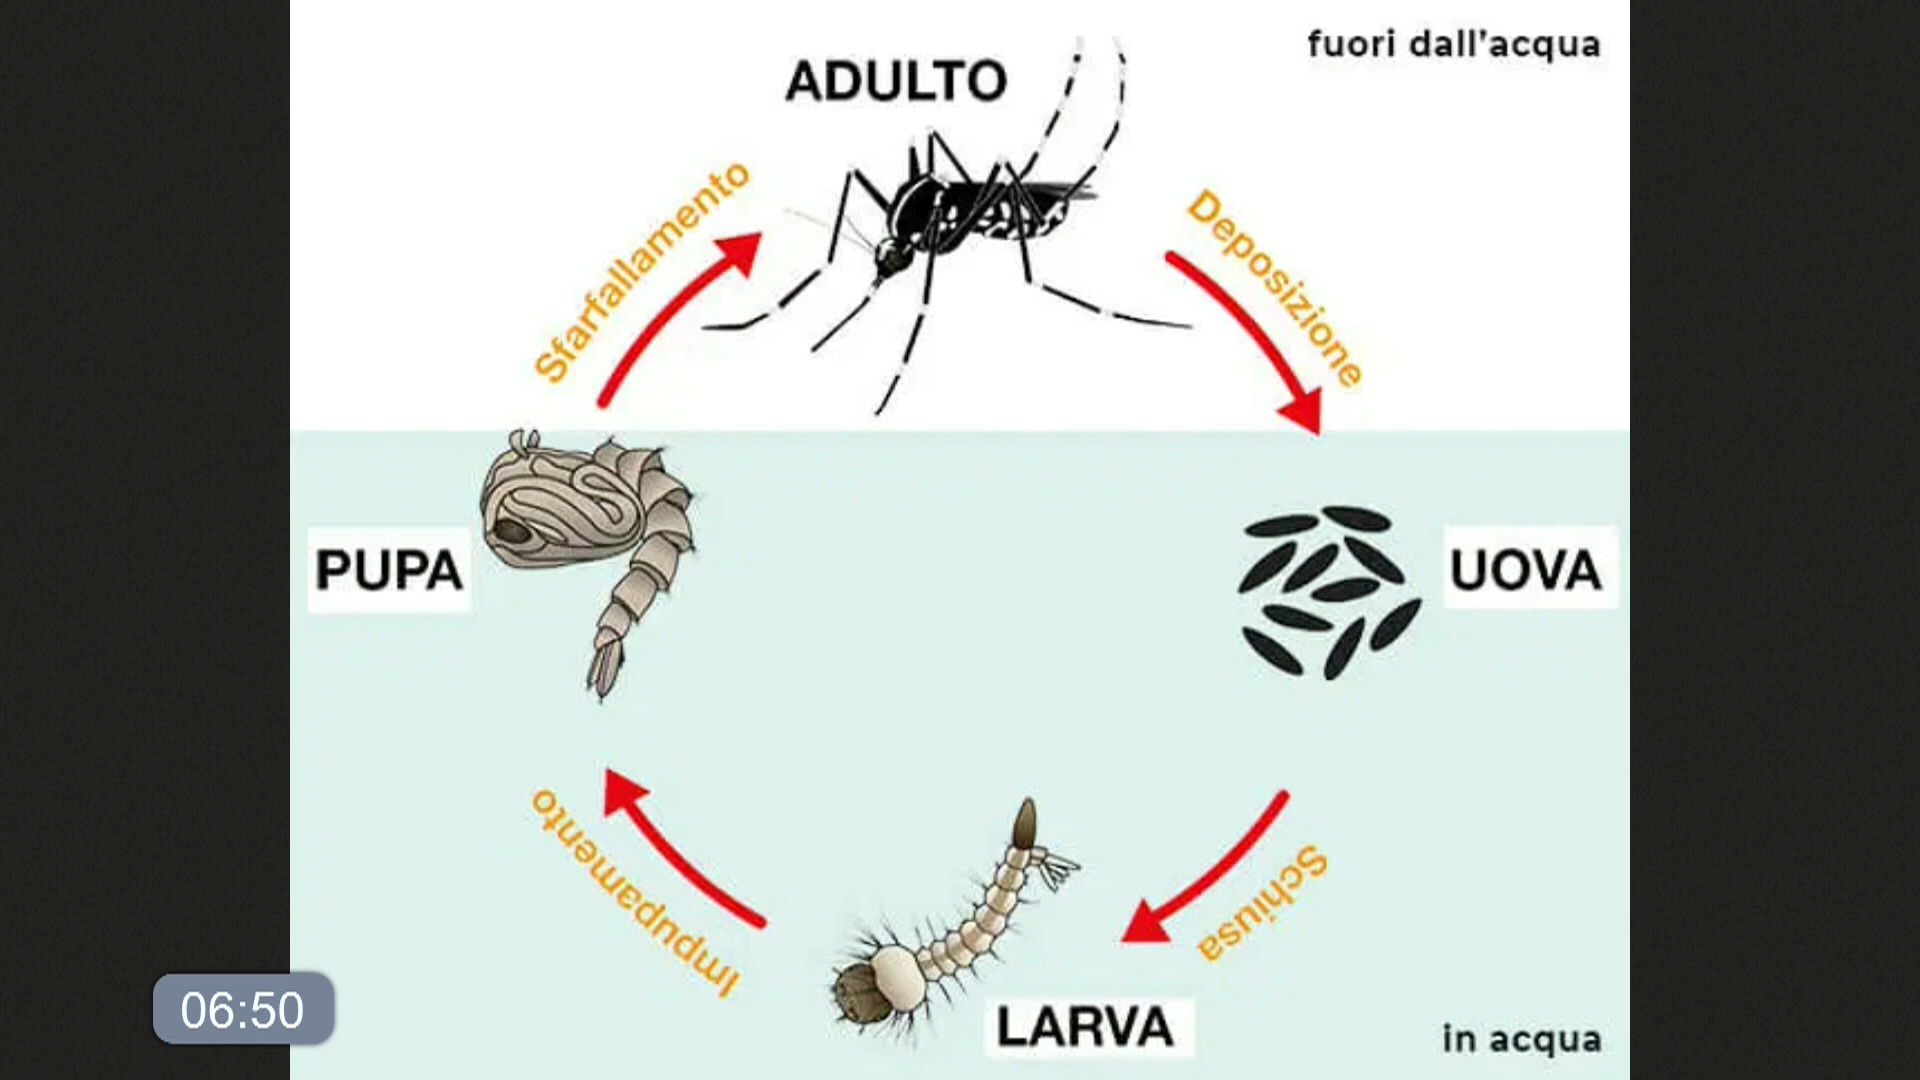 fuori dall'acqua
ADULTO
Sfarfallamento
Deposizione
PUPA
UOVA
Impupamento
Schiusa
LARVA
in acqua
06:50